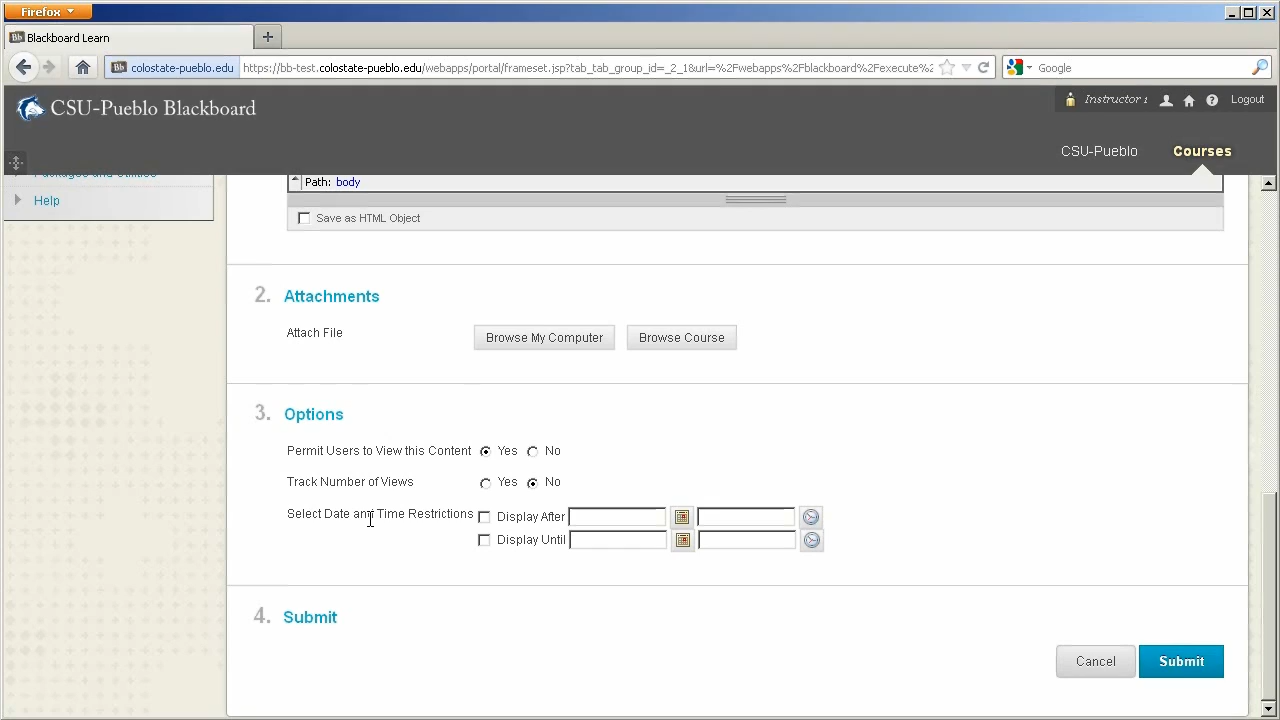 Firefox
Blackboard Learn
colostate-pueblo.edu https://bb-test.colostate-pueblo.edu/webapps/portal/frameset.jsp?tab_tab_group_id=_2_1&url=%2Fwebapps%2Fblackboard%2Fexecute%2 Google
CSU-Pueblo Blackboard
Instructor 1 Logout
CSU-Pueblo Courses
Packages and Utilities
Help
Path: body
Save as HTML Object
2. Attachments
Attach File Browse My Computer Browse Course
3. Options
Permit Users to View this Content Yes No
Track Number of Views Yes No
Select Date and Time Restrictions Display After
Display Until
4. Submit
Cancel Submit